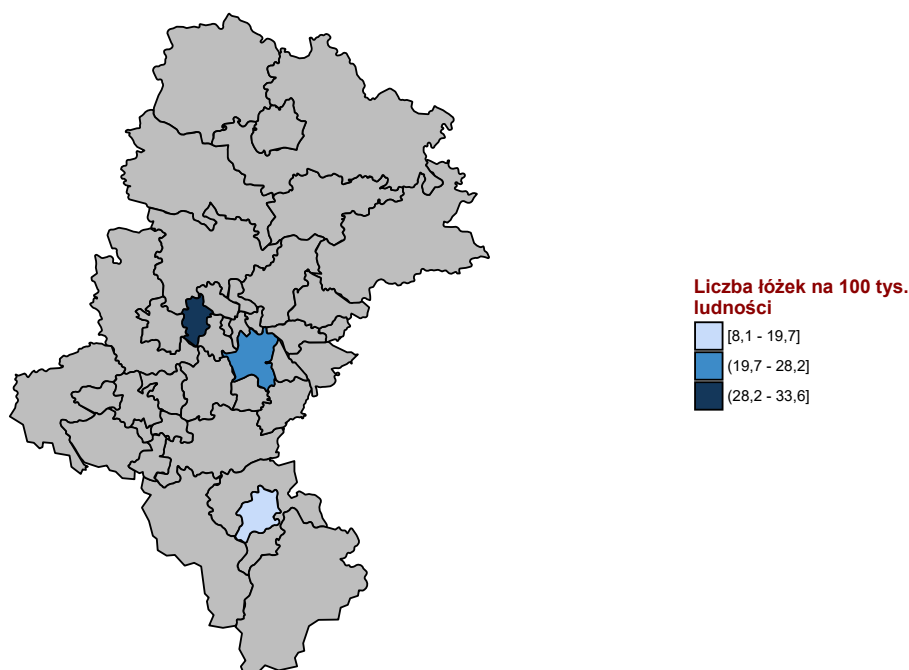 Liczba łóżek na 100 tys.
ludności
[8,1 - 19,7]
(19,7 - 28,2]
(28,2 - 33,6]